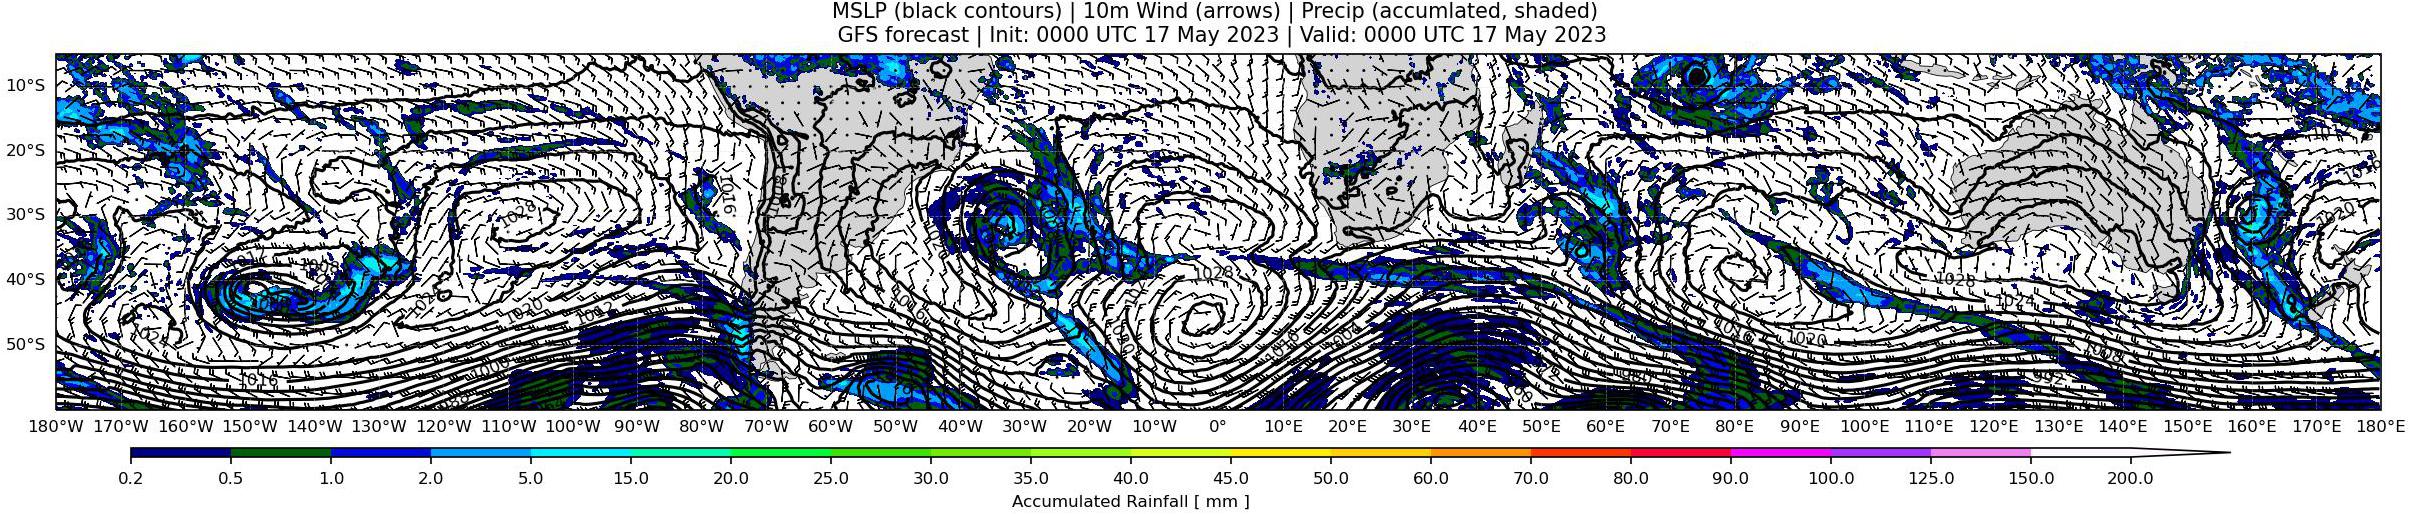 MSLP (black contours) | 10m Wind (arrows) | Precip (accumlated, shaded)
GFS forecast | Init: 0000 UTC 17 May 2023 | Valid: 0000 UTC 17 May 2023
10°S
20°S
30°S
40°S
50°S
1016
1028
1020
1028
1028
1024
1016
1020
1016
1008
992
180°W 170°W 160°W 150°W 140°W 130°W 120°W 110°W 100°W 90°W 80°W 70°W 60°W 50°W 40°W 30°W 20°W 10°W 0° 10°E 20°E 30°E 40°E 50°E 60°E 70°E 80°E 90°E 100°E 110°E 120°E 130°E 140°E 150°E 160°E 170°E 180°E
0.2 0.5 1.0 2.0 5.0 15.0 20.0 25.0 30.0 35.0 40.0 45.0 50.0 60.0 70.0 80.0 90.0 100.0 125.0 150.0 200.0
Accumulated Rainfall [ mm ]